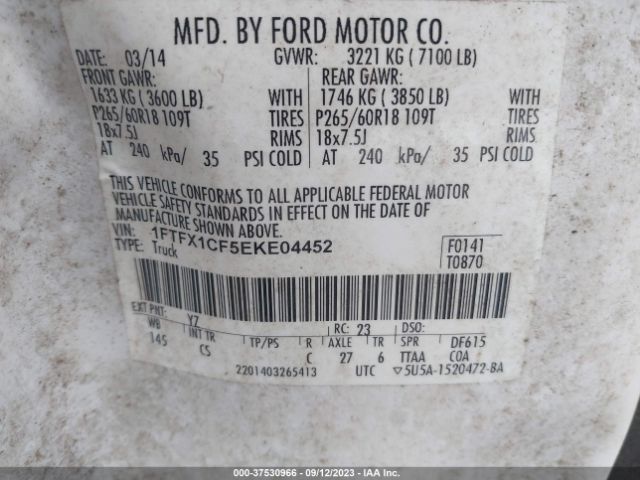 MFD. BY FORD MOTOR CO.
DATE: 03/14 GVWR: 3221 KG ( 7100 LB)
FRONT GAWR: REAR GAWR:
1633 KG ( 3600 LB) WITH 1746 KG ( 3850 LB) WITH
P265/60R18 109T TIRES P265/60R18 109T TIRES
18x7.5J RIMS 18x7.5J RIMS
AT 240 kPa/ 35 PSI COLD AT 240 kPa/ 35 PSI COLD
THIS VEHICLE CONFORMS TO ALL APPLICABLE FEDERAL MOTOR
VEHICLE SAFETY STANDARDS IN EFFECT ON THE DATE OF
MANUFACTURE SHOWN ABOVE.
VIN: 1FTFX1CF5EKE04452 F0141
TYPE: Truck T0870
EXT PNT: YZ RC: 23 DSO:
WB INT TR TP/PS R AXLE TR SPR DF615
145 CS C 27 6 TTAA COA
2201403265413 UTC ▽5U5A-1520472-BA
000-37530966 - 09/12/2023 - IAA Inc.